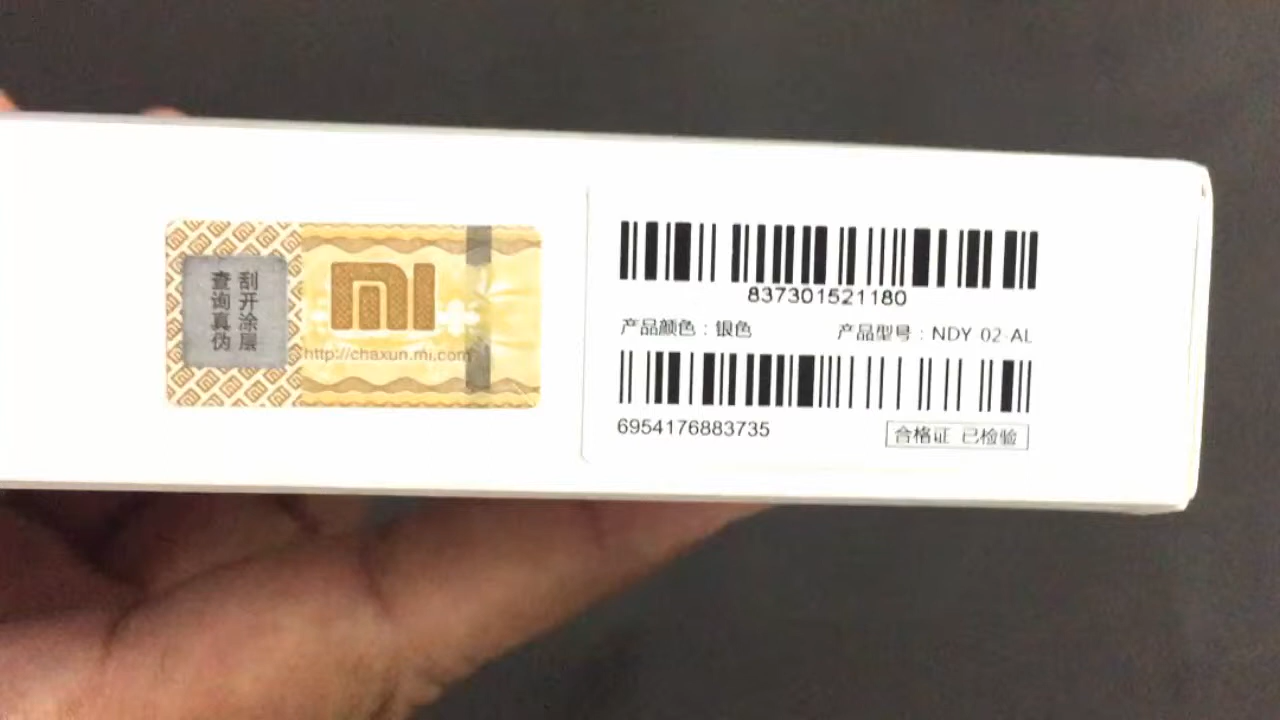 刮开涂层
查询真伪
mi
http://chaxun.mi.com
837301521180
产品颜色：银色 产品型号：NDY-02-AL
6954176883735
合格证 已检验